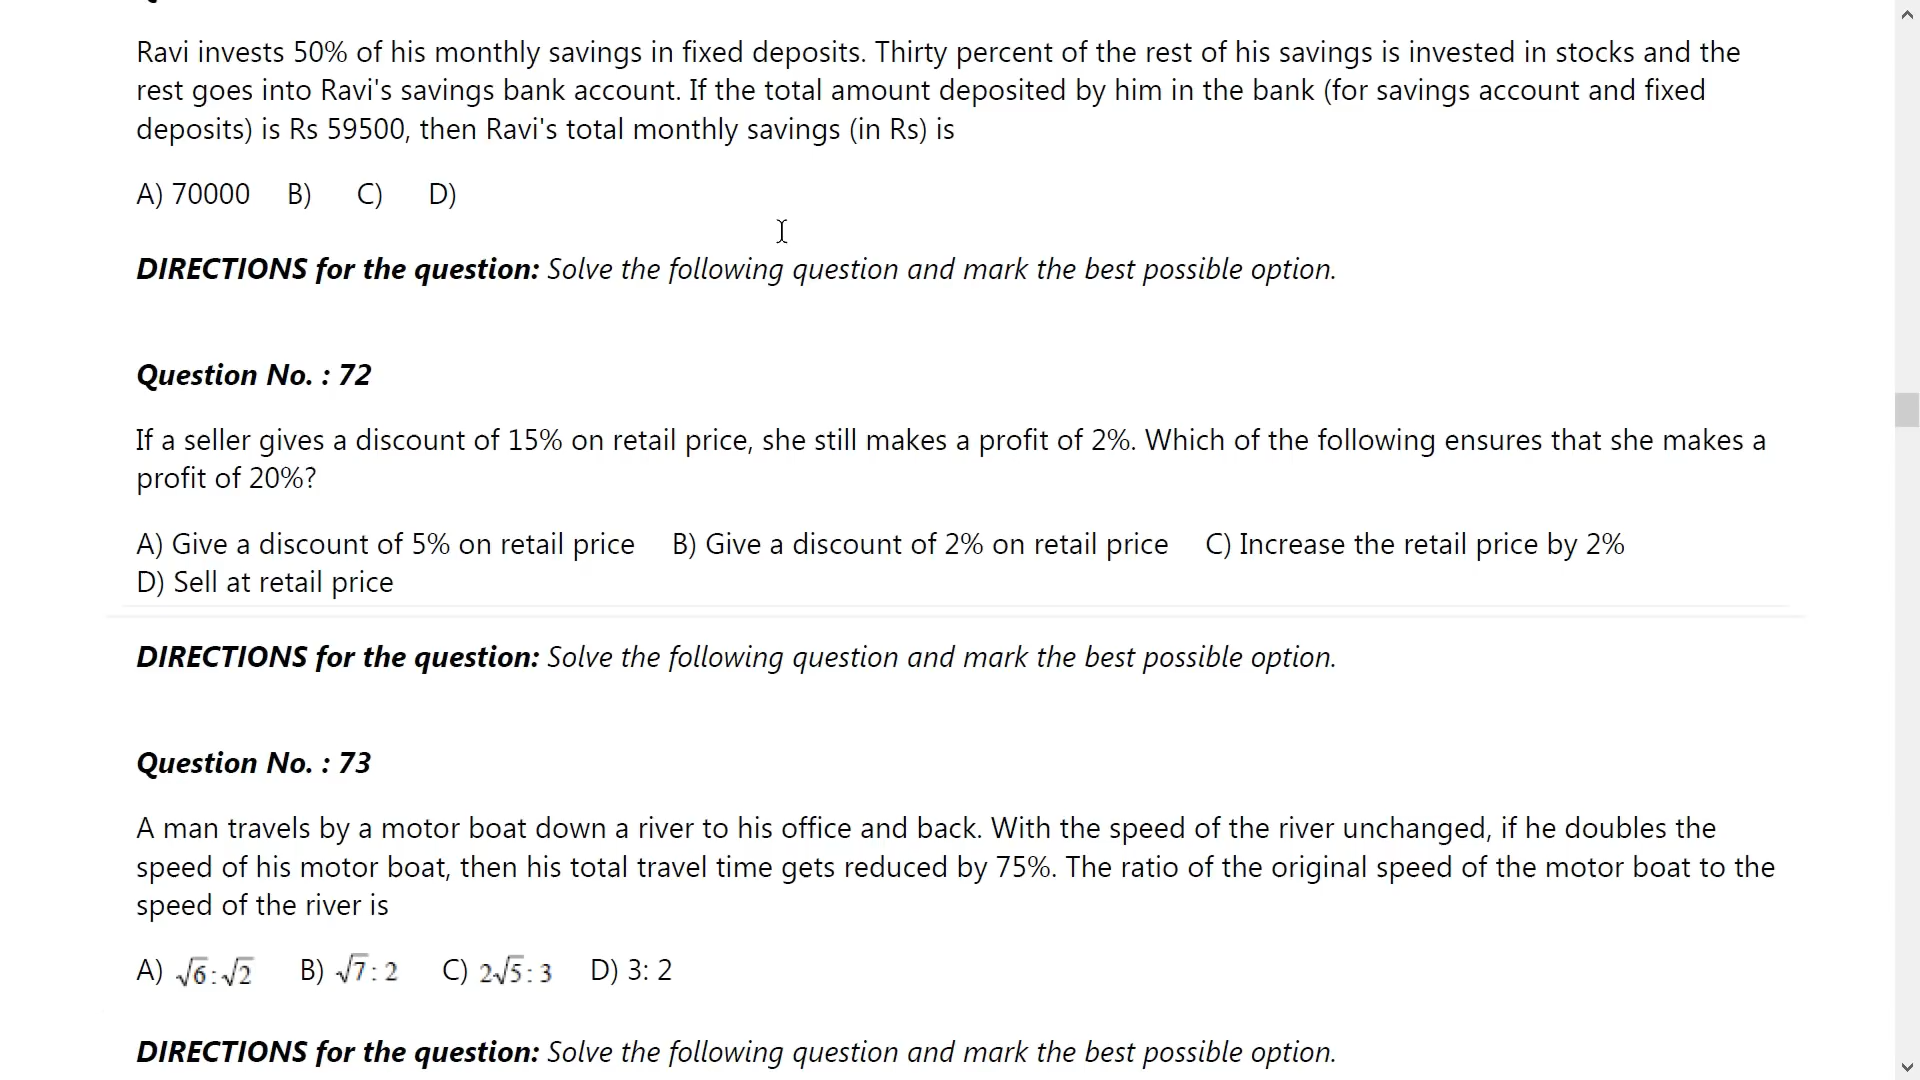 Ravi invests 50% of his monthly savings in fixed deposits. Thirty percent of the rest of his savings is invested in stocks and the
rest goes into Ravi's savings bank account. If the total amount deposited by him in the bank (for savings account and fixed
deposits) is Rs 59500, then Ravi's total monthly savings (in Rs) is
A) 70000 B) C) D)
DIRECTIONS for the question: Solve the following question and mark the best possible option.
Question No. : 72
If a seller gives a discount of 15% on retail price, she still makes a profit of 2%. Which of the following ensures that she makes a
profit of 20%?
A) Give a discount of 5% on retail price B) Give a discount of 2% on retail price C) Increase the retail price by 2%
D) Sell at retail price
DIRECTIONS for the question: Solve the following question and mark the best possible option.
Question No. : 73
A man travels by a motor boat down a river to his office and back. With the speed of the river unchanged, if he doubles the
speed of his motor boat, then his total travel time gets reduced by 75%. The ratio of the original speed of the motor boat to the
speed of the river is
A) √6:√2 B) √7:2 C) 2√5:3 D) 3: 2
DIRECTIONS for the question: Solve the following question and mark the best possible option.